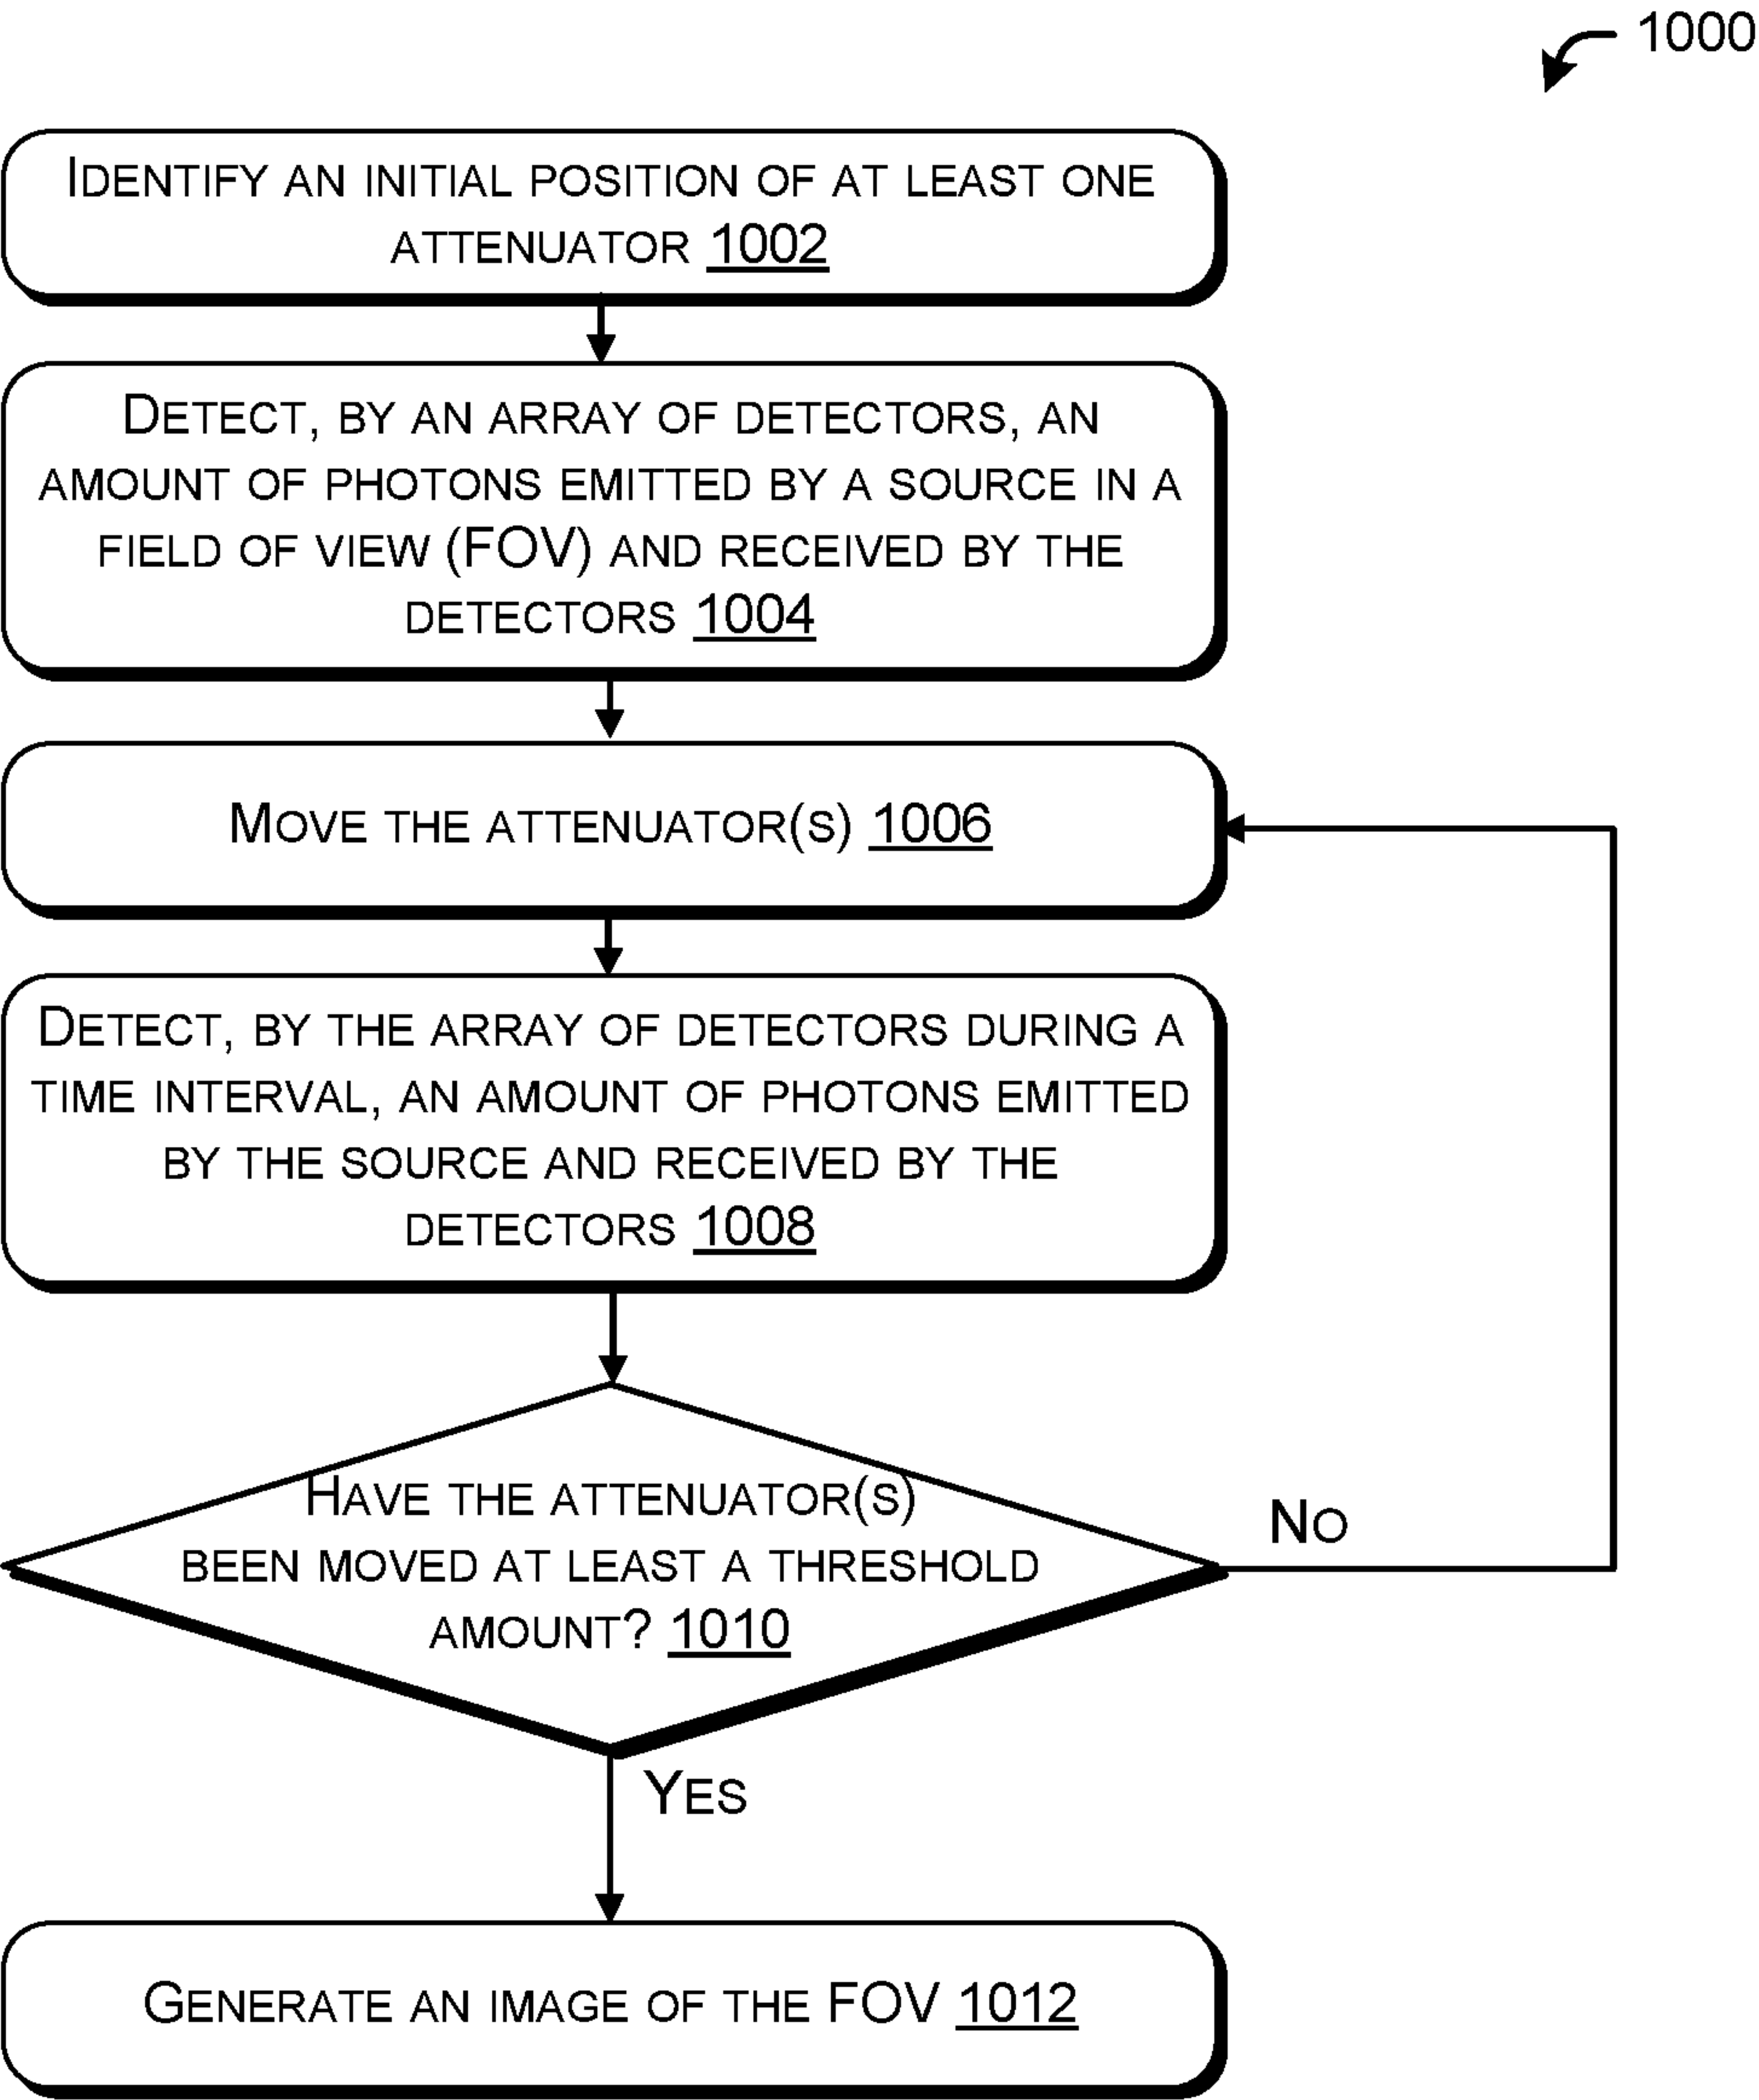 1000
Identify an initial position of at least one
attenuator 1002
Detect, by an array of detectors, an
amount of photons emitted by a source in a
field of view (FOV) and received by the
detectors 1004
Move the attenuator(s) 1006
Detect, by the array of detectors during a
time interval, an amount of photons emitted
by the source and received by the
detectors 1008
Have the attenuator(s)
No
been moved at least a threshold
amount? 1010
Yes
Generate an image of the FOV 1012